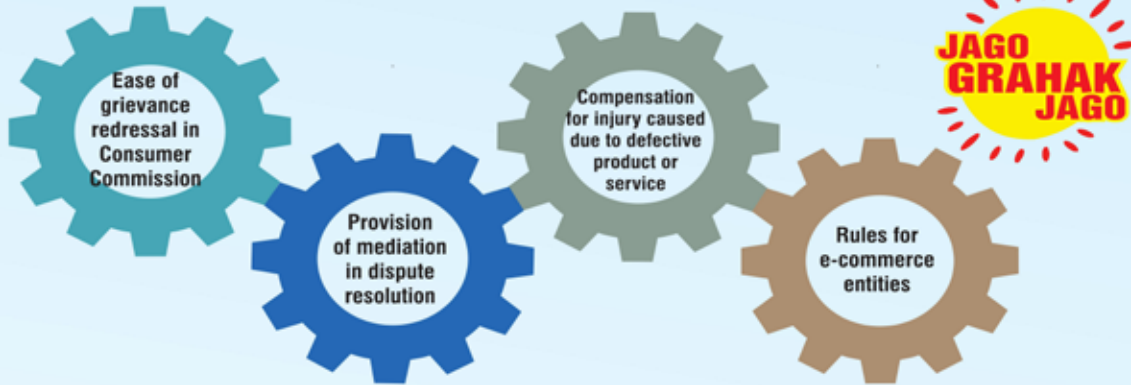 Ease of
grievance
redressal in
Consumer
Commission
Provision
of mediation
in dispute
resolution
Compensation
for injury caused
due to defective
product or
service
Rules for
e-commerce
entities
JAGO
GRAHAK
JAGO